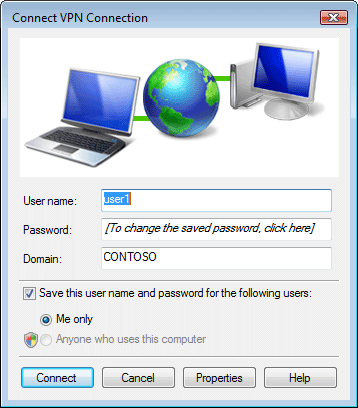 Connect VPN Connection
User name: user1
Password: [To change the saved password, click here]
Domain: CONTOSO
Save this user name and password for the following users:
Me only
Anyone who uses this computer
Connect Cancel Properties Help